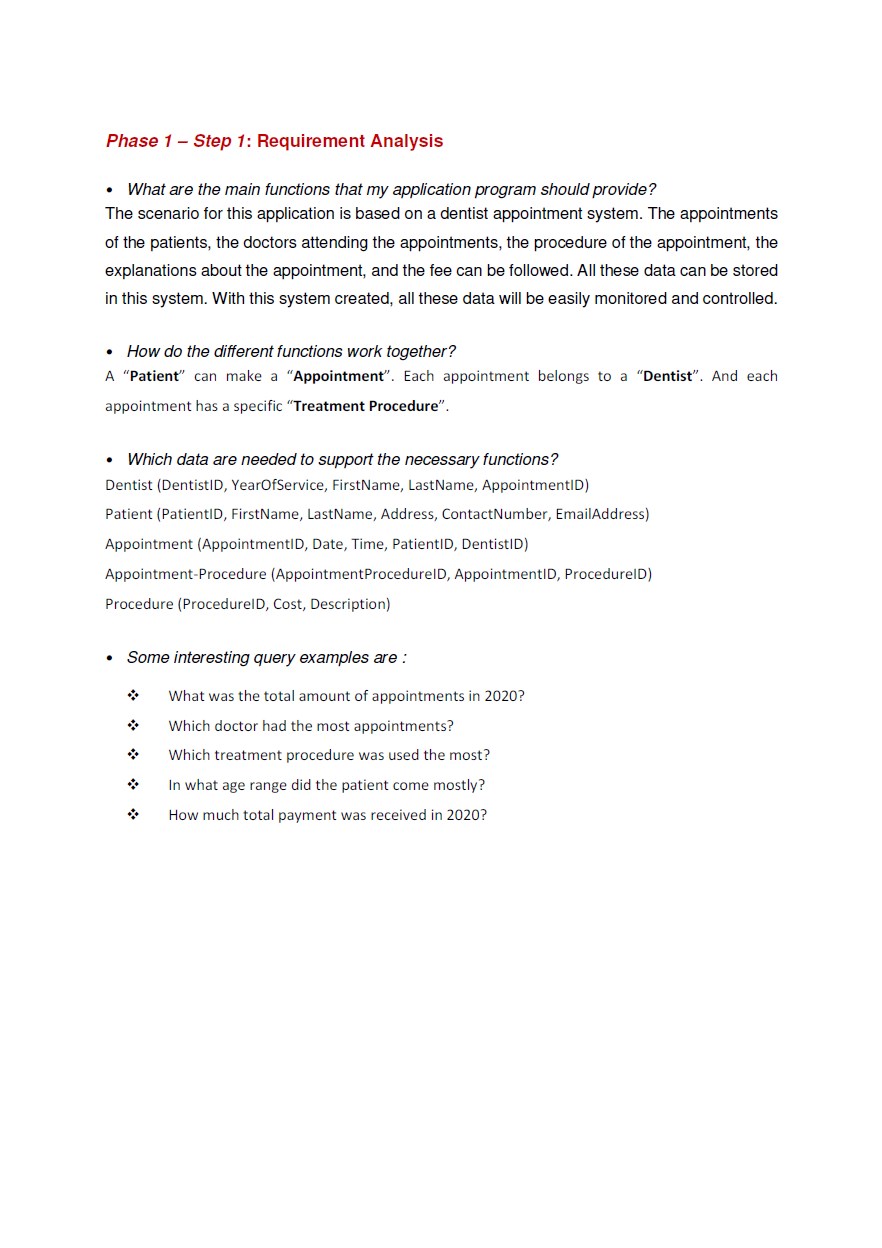 Phase 1 – Step 1: Requirement Analysis
• What are the main functions that my application program should provide?
The scenario for this application is based on a dentist appointment system. The appointments
of the patients, the doctors attending the appointments, the procedure of the appointment, the
explanations about the appointment, and the fee can be followed. All these data can be stored
in this system. With this system created, all these data will be easily monitored and controlled.
• How do the different functions work together?
A “Patient” can make a “Appointment”. Each appointment belongs to a “Dentist”. And each
appointment has a specific “Treatment Procedure”.
• Which data are needed to support the necessary functions?
Dentist (DentistID, YearOfService, FirstName, LastName, AppointmentID)
Patient (PatientID, FirstName, LastName, Address, ContactNumber, EmailAddress)
Appointment (AppointmentID, Date, Time, PatientID, DentistID)
Appointment-Procedure (AppointmentProcedureID, AppointmentID, ProcedureID)
Procedure (ProcedureID, Cost, Description)
• Some interesting query examples are :
❖ What was the total amount of appointments in 2020?
❖ Which doctor had the most appointments?
❖ Which treatment procedure was used the most?
❖ In what age range did the patient come mostly?
❖ How much total payment was received in 2020?